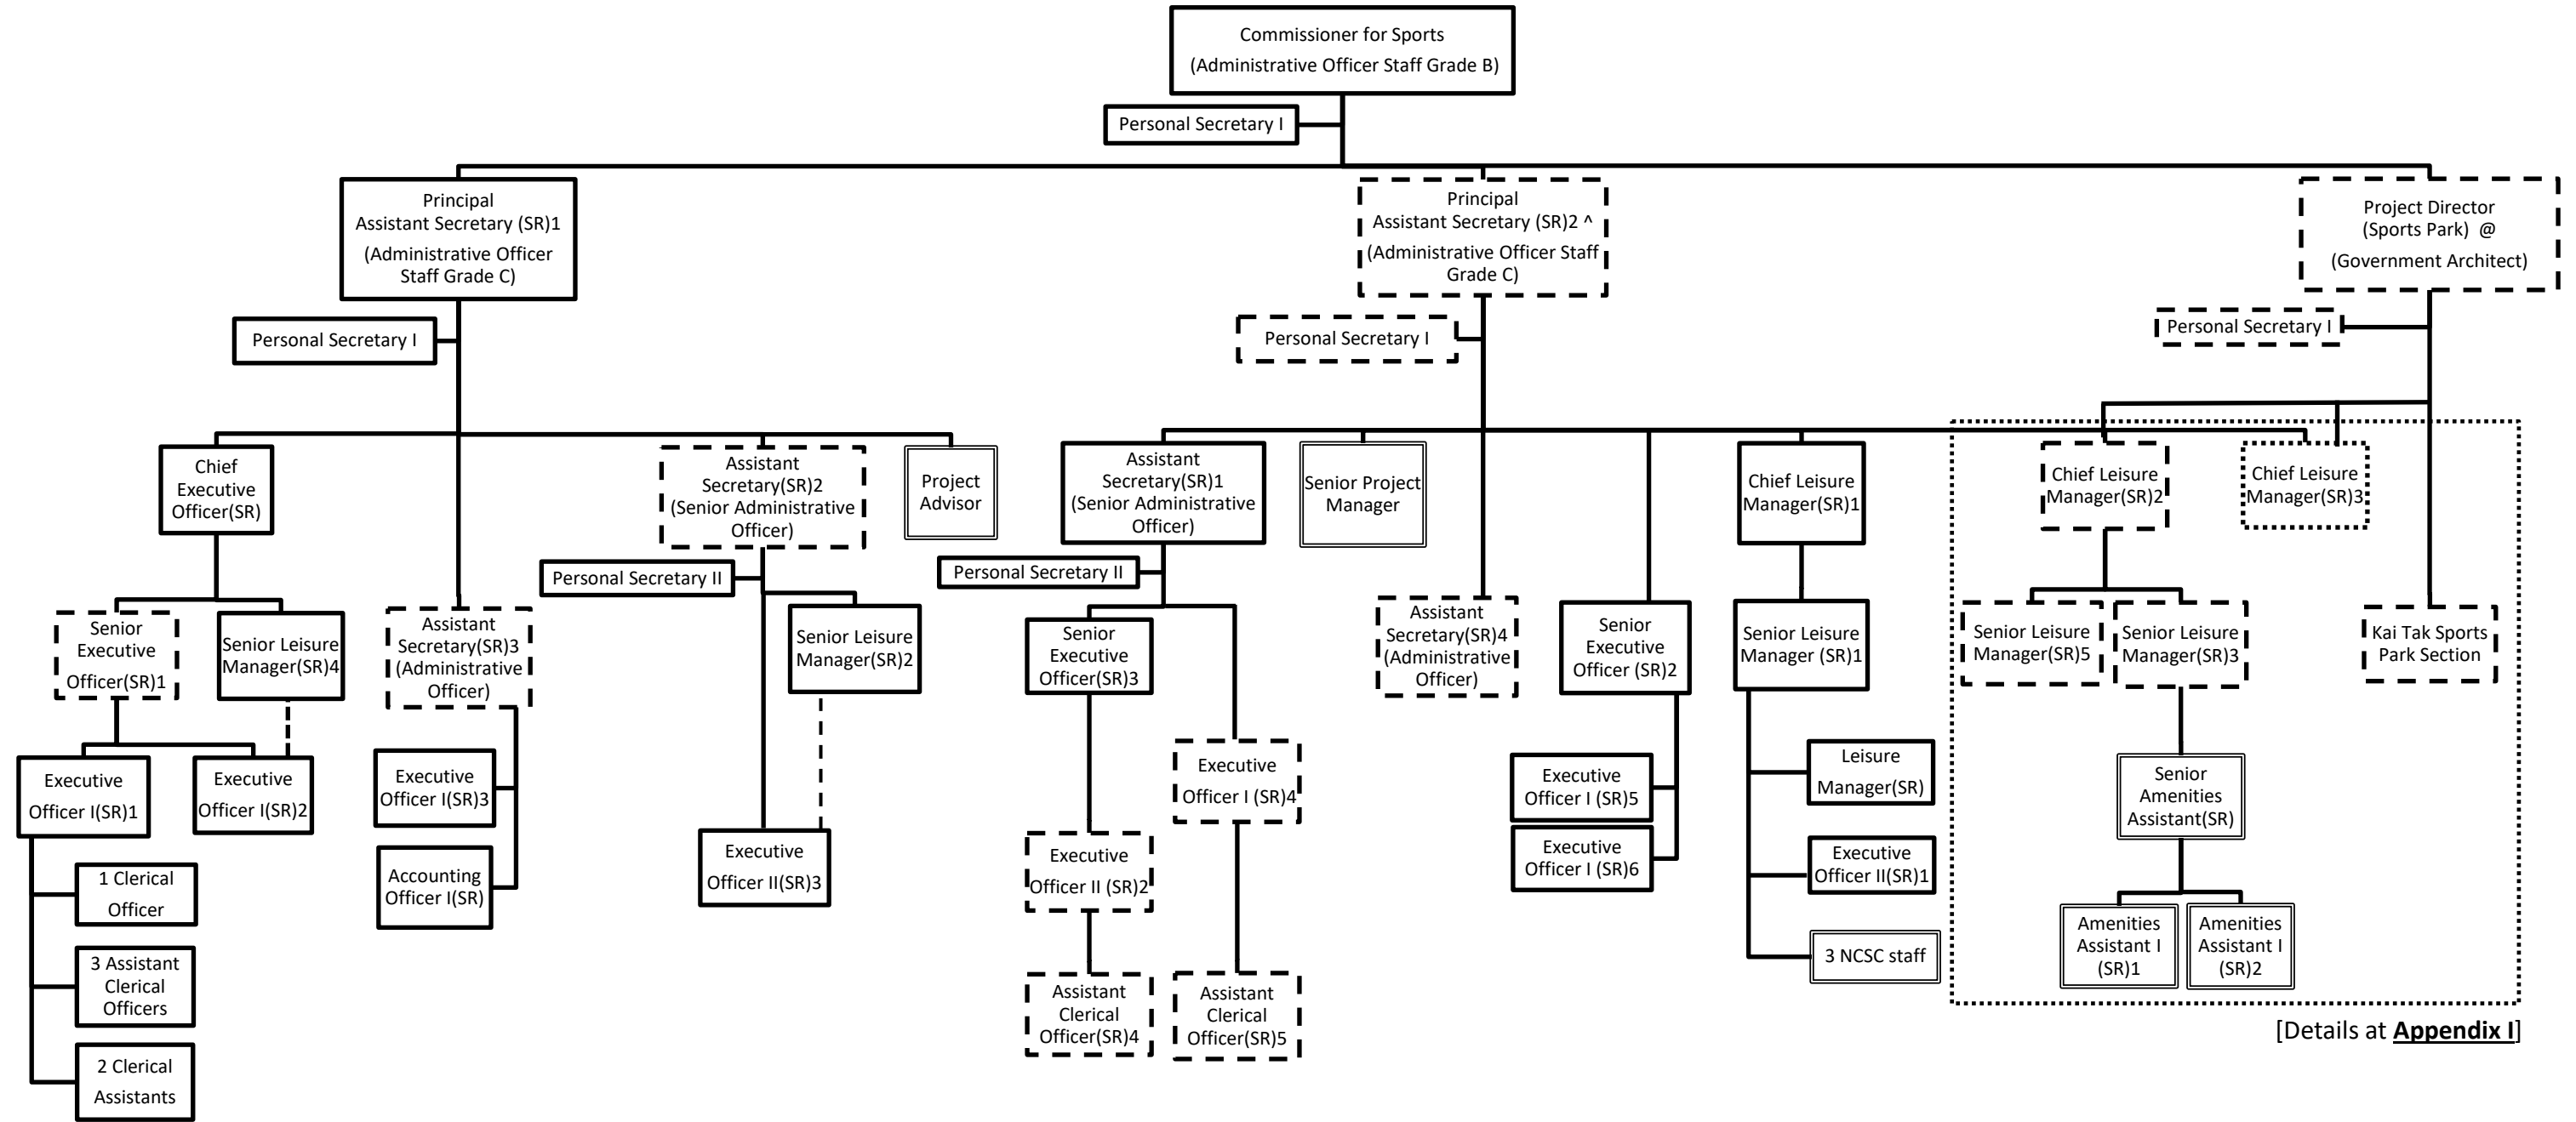 Commissioner for Sports
(Administrative Officer Staff Grade B)
Personal Secretary I
Principal
Assistant Secretary (SR)1
(Administrative Officer
Staff Grade C)
Principal
Assistant Secretary (SR)2 ^
(Administrative Officer Staff
Grade C)
Project Director
(Sports Park) @
(Government Architect)
Personal Secretary I
Personal Secretary I
Personal Secretary I
Chief
Executive
Officer(SR)
Assistant
Secretary(SR)2
(Senior Administrative
Officer)
Project
Advisor
Assistant
Secretary(SR)1
(Senior Administrative
Officer)
Senior Project
Manager
Chief Leisure
Manager(SR)1
Chief Leisure
Manager(SR)2
Chief Leisure
Manager(SR)3
Personal Secretary II
Personal Secretary II
Senior
Executive
Officer(SR)1
Senior Leisure
Manager(SR)4
Assistant
Secretary(SR)3
(Administrative
Officer)
Senior Leisure
Manager(SR)2
Senior
Executive
Officer(SR)3
Assistant
Secretary(SR)4
(Administrative
Officer)
Senior
Executive
Officer (SR)2
Senior Leisure
Manager (SR)1
Senior Leisure
Manager(SR)5
Senior Leisure
Manager(SR)3
Kai Tak Sports
Park Section
Executive
Officer I(SR)1
Executive
Officer I(SR)2
Executive
Officer I(SR)3
Accounting
Officer I(SR)
Executive
Officer II(SR)3
Executive
Officer I (SR)4
Executive
Officer II (SR)2
Executive
Officer I (SR)5
Executive
Officer I (SR)6
Leisure
Manager(SR)
Executive
Officer II(SR)1
3 NCSC staff
Senior
Amenities
Assistant(SR)
Amenities
Assistant I
(SR)1
Amenities
Assistant I
(SR)2
1 Clerical
Officer
3 Assistant
Clerical
Officers
2 Clerical
Assistants
Assistant
Clerical
Officer(SR)4
Assistant
Clerical
Officer(SR)5
[Details at Appendix I]